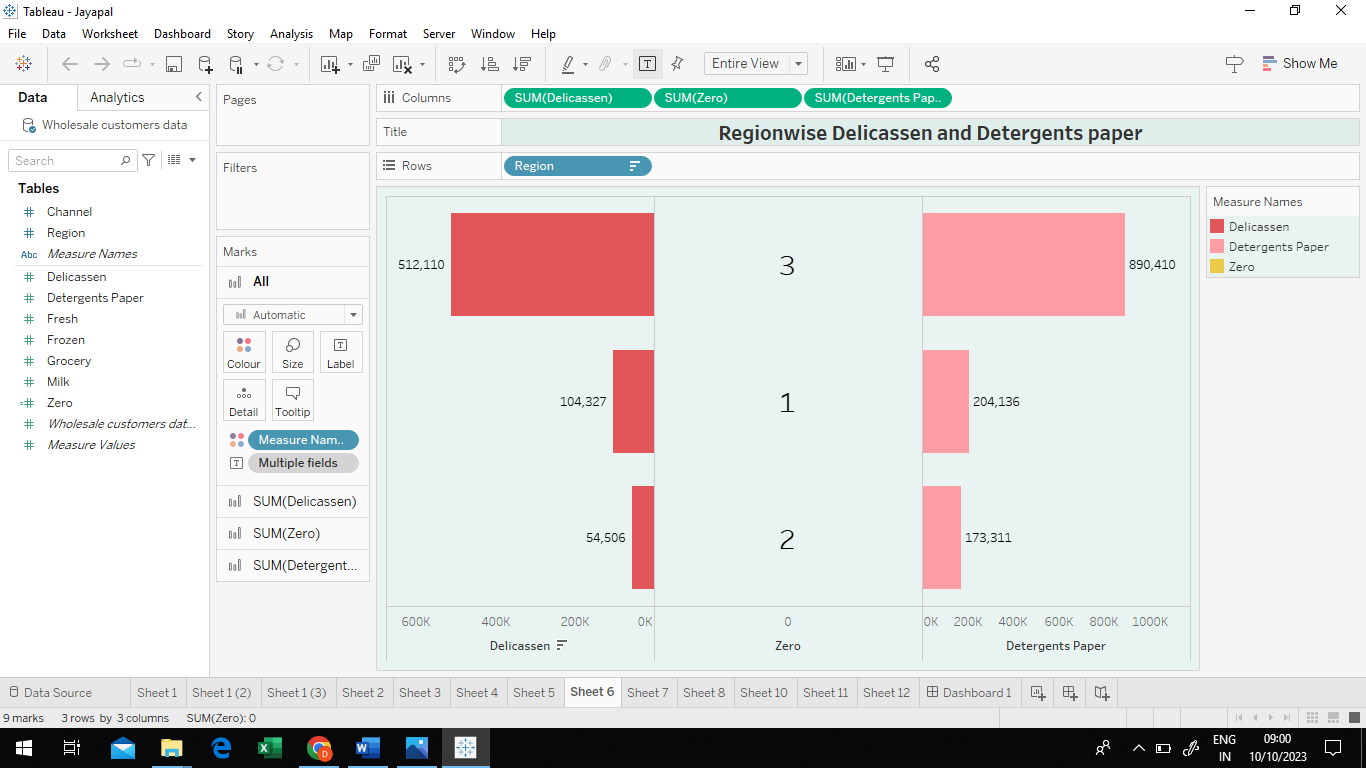 Tableau - Jayapal
File Data Worksheet Dashboard Story Analysis Map Format Server Window Help
Entire View
Show Me
Data Analytics
Wholesale customers data
Search
Tables
Channel
Region
Abc Measure Names
Delicassen
Detergents Paper
Fresh
Frozen
Grocery
Milk
Zero
Wholesale customers dat...
Measure Values
Pages
Filters
Marks
All
Automatic
Colour Size Label
Detail Tooltip
Measure Nam..
Multiple fields
SUM(Delicassen)
SUM(Zero)
SUM(Detergent...
Columns SUM(Delicassen) SUM(Zero) SUM(Detergents Pap..
Title Regionwise Delicassen and Detergents paper
Rows Region
512,110 3 890,410
104,327 1 204,136
54,506 2 173,311
600K 400K 200K 0K 0 0K 200K 400K 600K 800K 1000K
Delicassen Zero Detergents Paper
Measure Names
Delicassen
Detergents Paper
Zero
Data Source Sheet 1 Sheet 1 (2) Sheet 1 (3) Sheet 2 Sheet 3 Sheet 4 Sheet 5 Sheet 6 Sheet 7 Sheet 8 Sheet 10 Sheet 11 Sheet 12 Dashboard 1
9 marks 3 rows by 3 columns SUM(Zero): 0
ENG 09:00
IN 10/10/2023